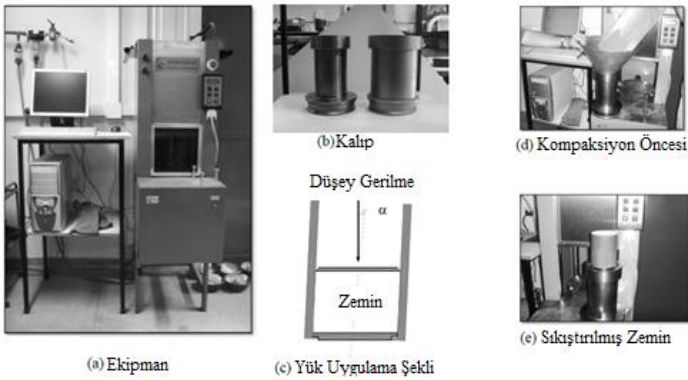 (a) Ekipman
(b)Kalıp
Düşey Gerilme
α
Zemin
(c) Yük Uygulama Şekli
(d) Kompaksiyon Öncesi
(e) Sıkıştırılmış Zemin